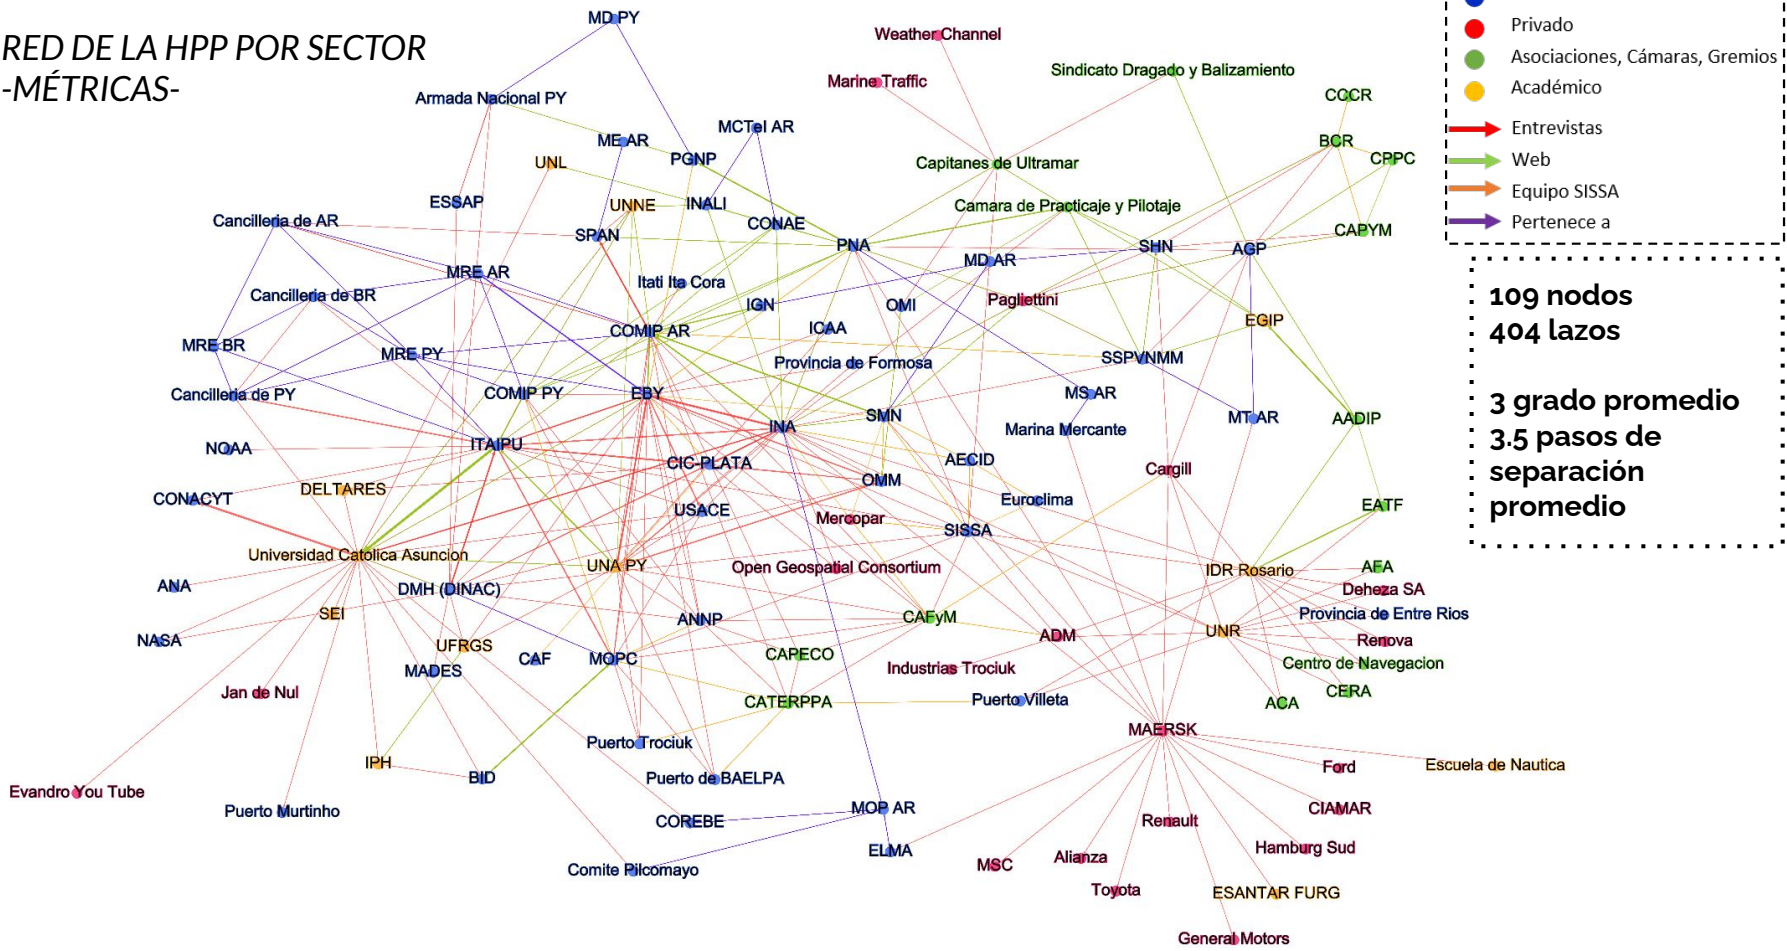 RED DE LA HPP POR SECTOR
-MÉTRICAS-
Privado
Asociaciones, Cámaras, Gremios
Académico
Entrevistas
Web
Equipo SISSA
Pertenece a
109 nodos
404 lazos
3 grado promedio
3.5 pasos de
separación
promedio
MD PY
Weather Channel
Sindicato Dragado y Balizamiento
Marine Traffic
CCCR
Armada Nacional PY
MCTeI AR
ME AR
BCR
PGNP
CPPC
UNL
Capitanes de Ultramar
ESSAP
UNNE
INALI
Camara de Practicaje y Pilotaje
Cancilleria de AR
CONAE
CAPYM
SPAN
PNA
SHN
AGP
MD AR
MRE AR
Itati Ita Cora
Cancilleria de BR
IGN
OMI
Pagliettini
EGIP
COMIP AR
ICAA
MRE BR
MRE PY
Provincia de Formosa
SSPVNMM
Cancilleria de PY
COMIP PY
EBY
MS AR
SMN
MT AR
AADIP
INA
Marina Mercante
ITAIPU
NOAA
CIC-PLATA
AECID
Cargill
DELTARES
OMM
CONACYT
Euroclima
EATF
USACE
Mercopar
SISSA
Universidad Catolica Asuncion
UNA PY
Open Geospatial Consortium
IDR Rosario
AFA
ANA
DMH (DINAC)
Deheza SA
SEI
ANNP
CAFyM
Provincia de Entre Rios
NASA
ADM
UNR
Renova
UFRGS
CAF
MOPC
CAPECO
Centro de Navegacion
MADES
Industrias Trociuk
Jan de Nul
CATERPPA
Puerto Villeta
ACA
CERA
MAERSK
Puerto Trociuk
IPH
BID
Puerto de BAELPA
Ford
Escuela de Nautica
Evandro You Tube
Puerto Murtinho
MOP AR
CIAMAR
COREBE
Renault
ELMA
Hamburg Sud
Comite Pilcomayo
MSC
Alianza
Toyota
ESANTAR FURG
General Motors